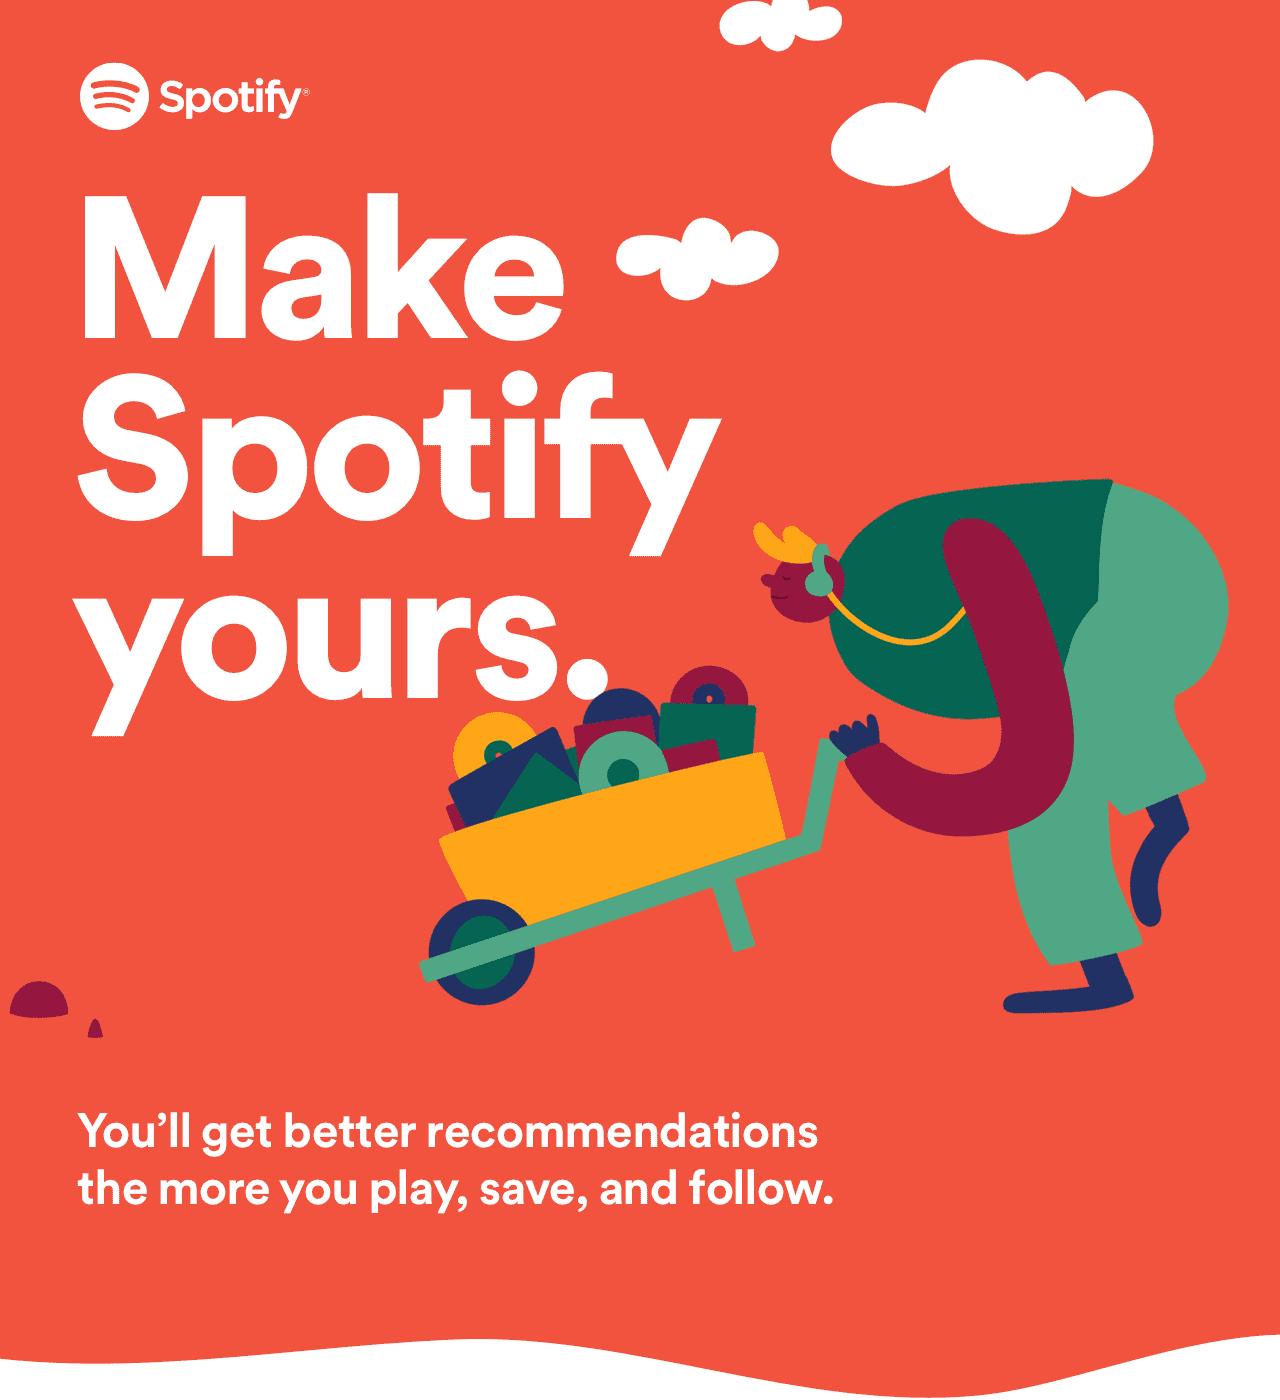 Spotify®
Make
Spotify
yours.
You’ll get better recommendations
the more you play, save, and follow.